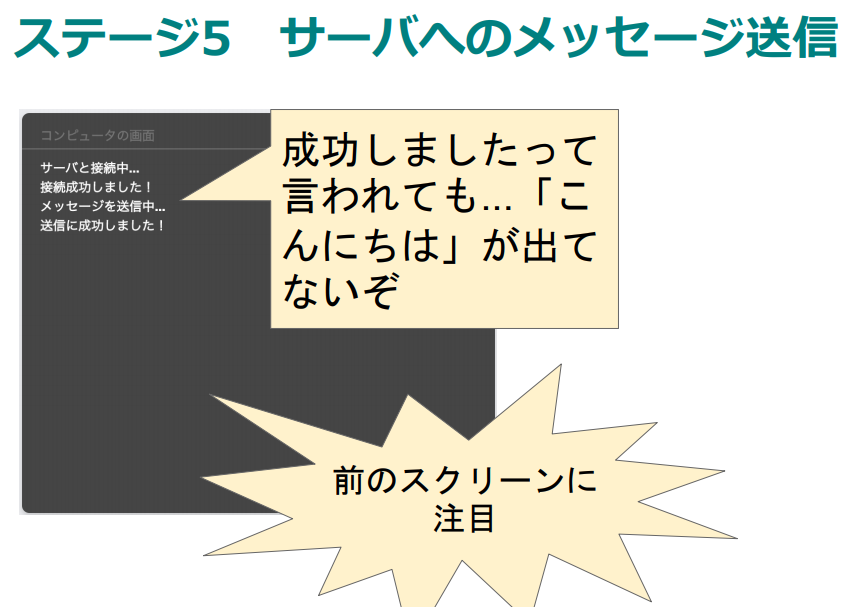 ステージ5　サーバへのメッセージ送信
コンピュータの画面
サーバと接続中...
接続成功しました！
メッセージを送信中...
送信に成功しました！
成功しましたって
言われても...「こ
んにちは」が出て
ないぞ
前のスクリーンに
注目